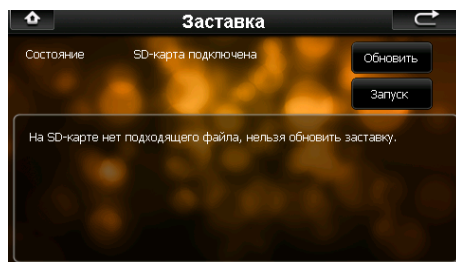 Заставка
Состояние SD-карта подключена Обновить
Запуск
На SD-карте нет подходящего файла, нельзя обновить заставку.